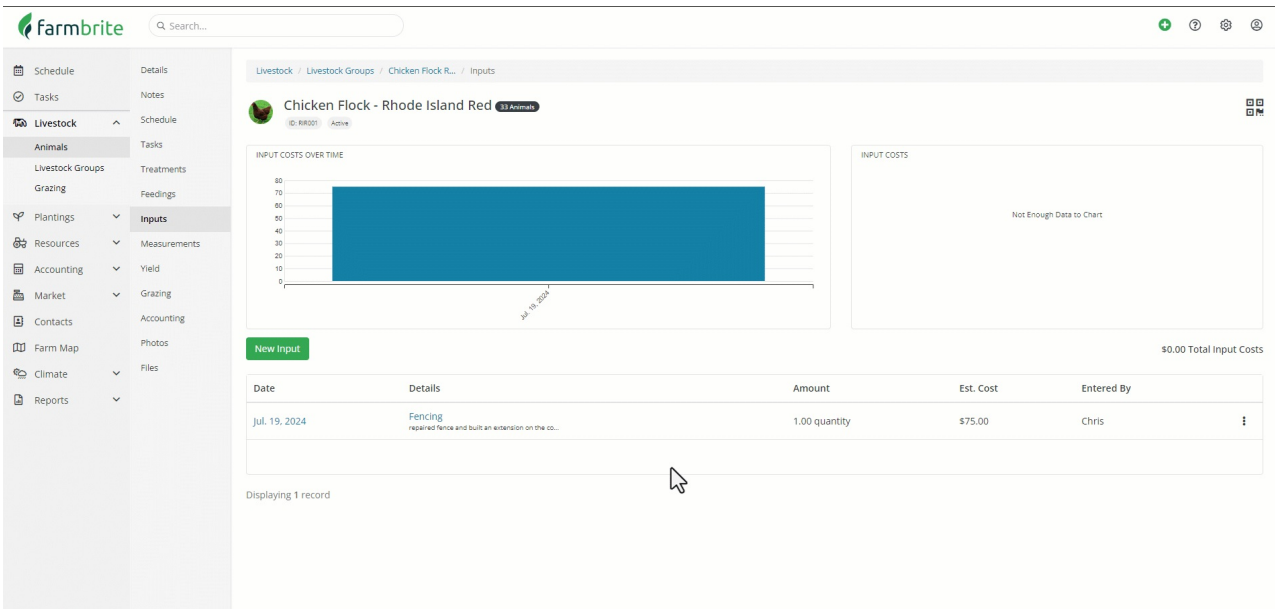 farmbrite
Search...
Schedule
Tasks
Livestock
Animals
Livestock Groups
Grazing
Plantings
Resources
Accounting
Market
Contacts
Farm Map
Climate
Reports
Details
Notes
Schedule
Tasks
Treatments
Feedings
Inputs
Measurements
Yield
Grazing
Accounting
Photos
Files
Livestock / Livestock Groups / Chicken Flock R... / Inputs
Chicken Flock - Rhode Island Red 33 Animals
ID: RIR001 Active
INPUT COSTS OVER TIME
80
70
60
50
40
30
20
10
0
Jul. 19, 2024
INPUT COSTS
Not Enough Data to Chart
New Input
$0.00 Total Input Costs
Date Details Amount Est. Cost Entered By
Jul. 19, 2024 Fencing 1.00 quantity $75.00 Chris
repaired fence and built an extension on the co...
Displaying 1 record